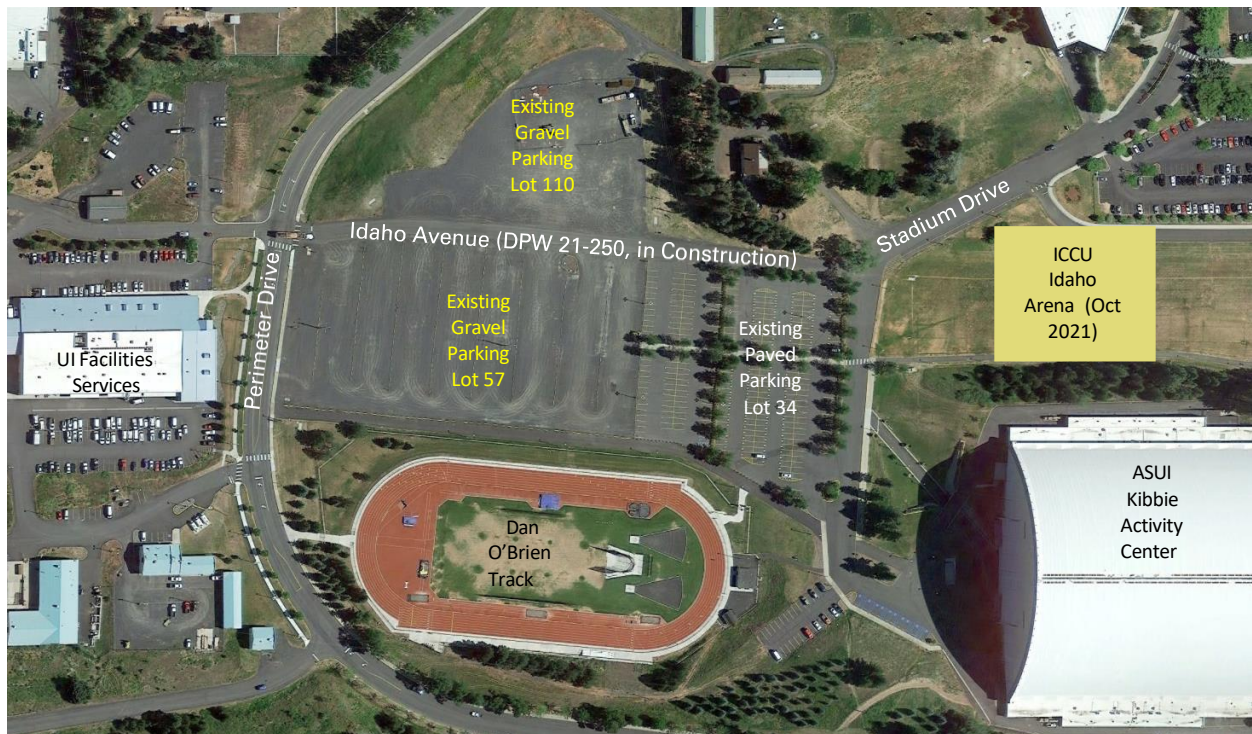 Existing
Gravel
Parking
Lot 110
Stadium Drive
Idaho Avenue (DPW 21-250, in Construction)
ICCU
Idaho
Arena (Oct
2021)
Perimeter Drive
Existing
Gravel
Parking
Lot 57
Existing
Paved
Parking
Lot 34
UI Facilities
Services
ASUI
Kibbie
Activity
Center
Dan
O’Brien
Track